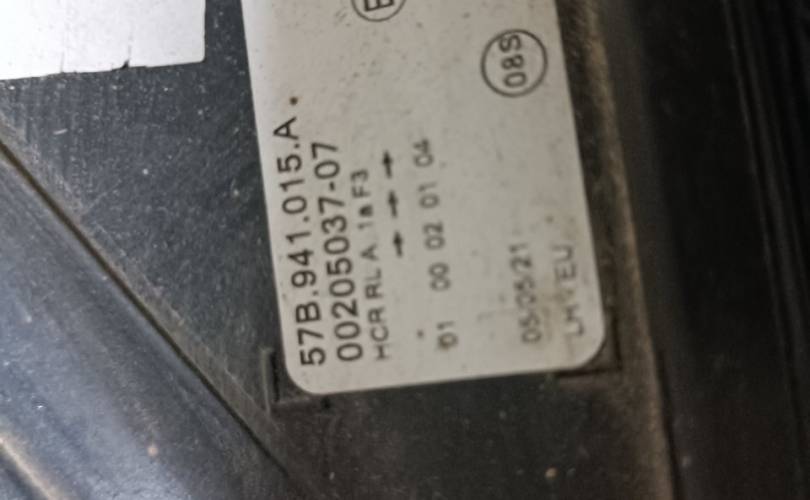 57B.941.015.A.
00205037-07
HCR RL A 1a F3
→ → →
01 00 02 01 04
05/05/21
LH EU
08S
E